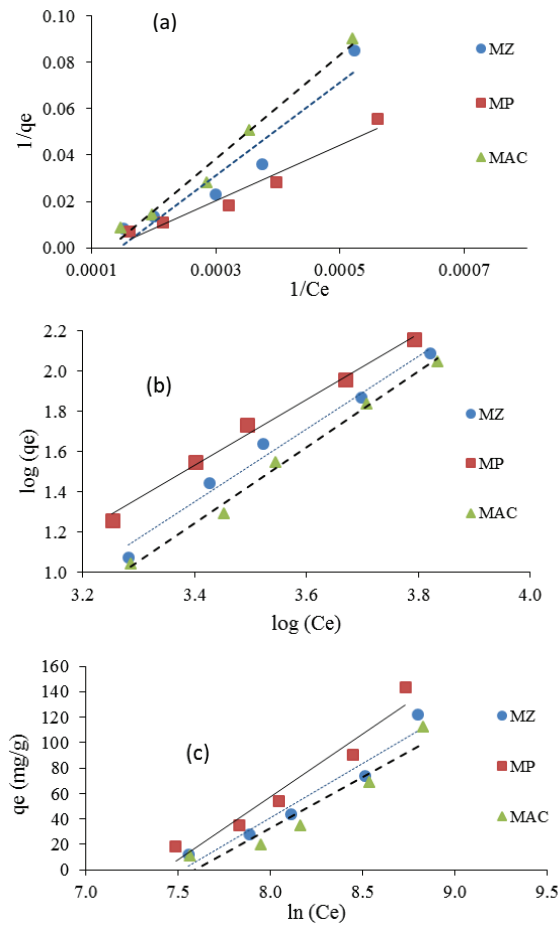 (a)
0.10
0.08
0.06
0.04
0.02
0.00
1/qe
0.0001
0.0003
0.0005
0.0007
1/Ce
MZ
MP
MAC
(b)
2.2
2.0
1.8
1.6
1.4
1.2
1.0
log (qe)
3.2
3.4
3.6
3.8
4.0
log (Ce)
MZ
MP
MAC
(c)
160
140
120
100
80
60
40
20
0
qe (mg/g)
7.0
7.5
8.0
8.5
9.0
9.5
ln (Ce)
MZ
MP
MAC